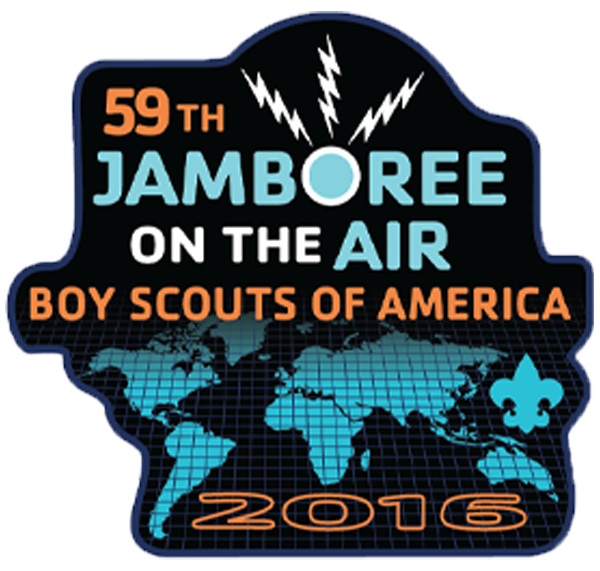 59TH
JAMBOREE
ON THE AIR
BOY SCOUTS OF AMERICA
2016